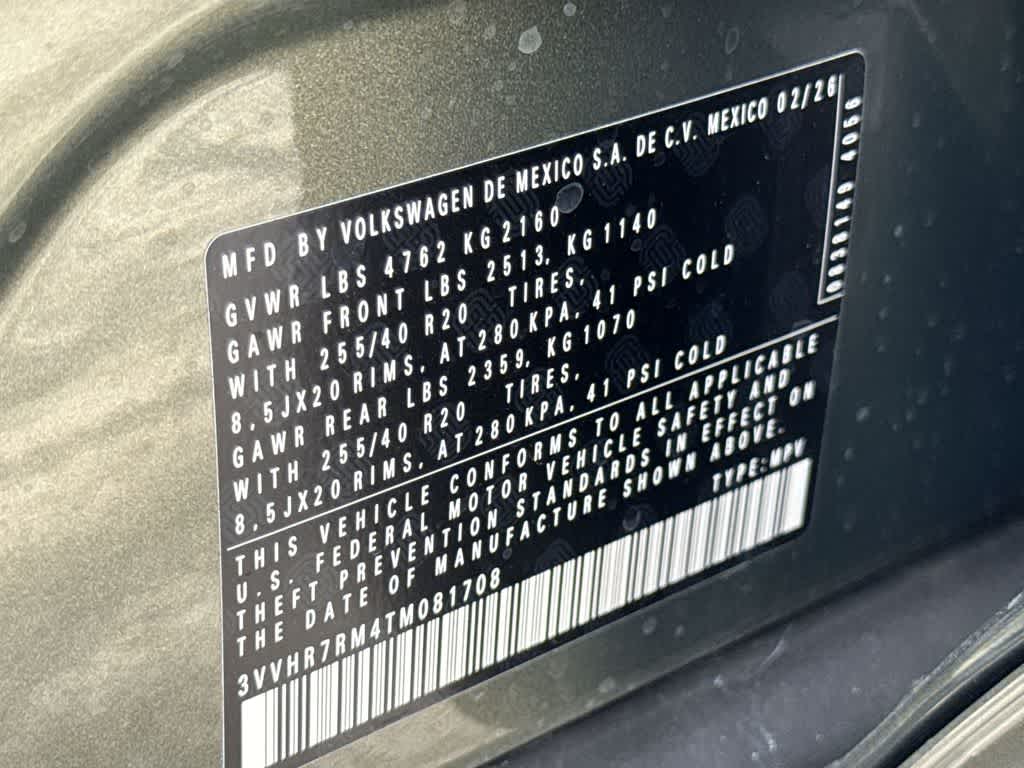 MFD BY VOLKSWAGEN DE MEXICO S.A. DE C.V. MEXICO 02/26
GVWR LBS 4762 KG 2160
GAWR FRONT LBS 2513, KG 1140
WITH 255/40 R20 TIRES,
8,5JX20 RIMS, AT 280 KPA, 41 PSI COLD
GAWR REAR LBS 2359, KG 1070
WITH 255/40 R20 TIRES,
8,5JX20 RIMS, AT 280 KPA, 41 PSI COLD
THIS VEHICLE CONFORMS TO ALL APPLICABLE
U.S. FEDERAL MOTOR VEHICLE SAFETY AND
THEFT PREVENTION STANDARDS IN EFFECT ON
THE DATE OF MANUFACTURE SHOWN ABOVE.
TYPE:MPV
3VVHR7RM4TM081708
4056